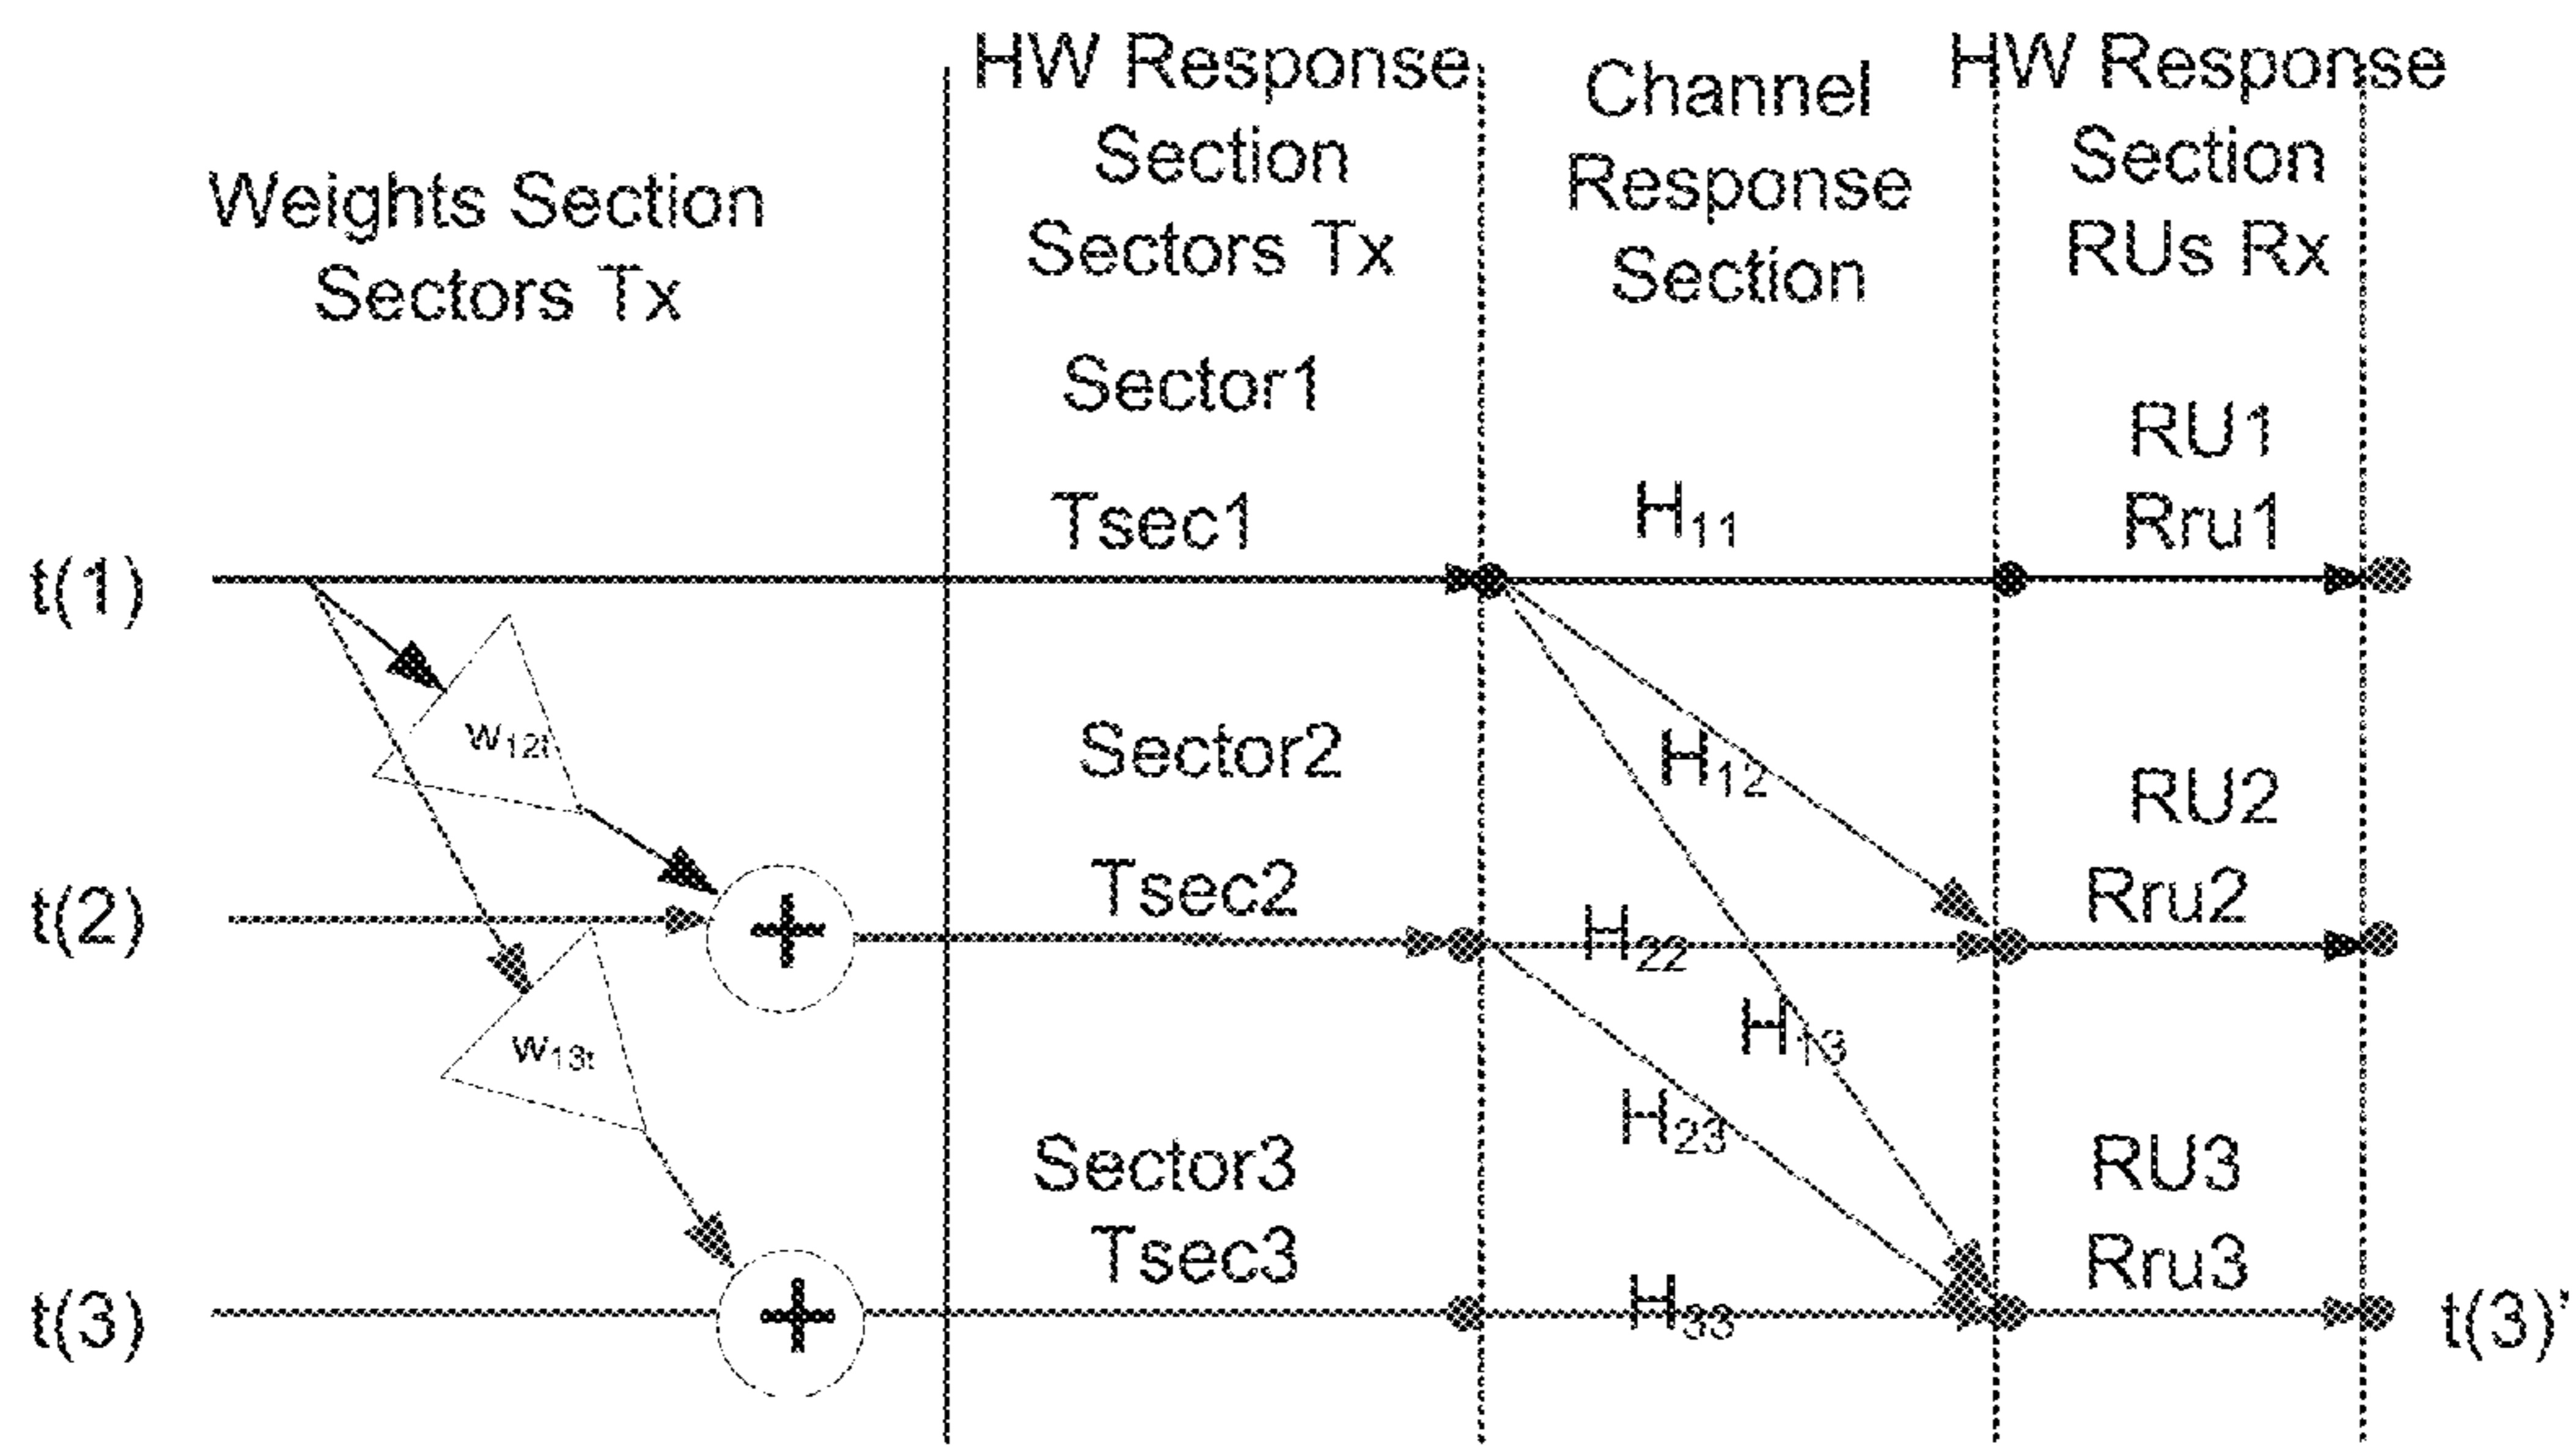 Weights Section
Sectors Tx
HW Response
Section
Sectors Tx
Channel
Response
Section
HW Response
Section
RUs Rx
Sector1
Tsec1
H11
RU1
Rru1
t(1)
w12t
Sector2
Tsec2
H12
RU2
Rru2
t(2)
+
H22
w13t
H13
H23
Sector3
Tsec3
RU3
Rru3
t(3)
+
H33
t(3)'